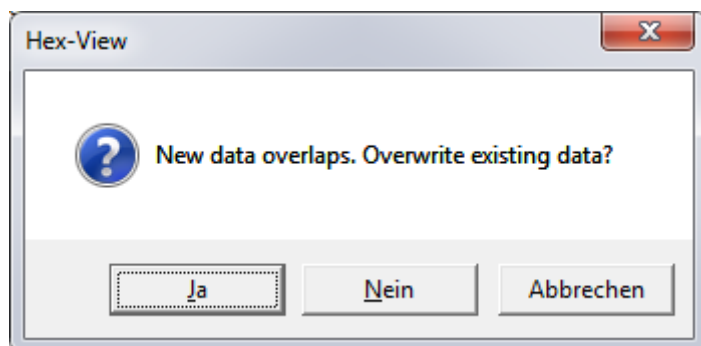 Hex-View
New data overlaps. Overwrite existing data?
Ja
Nein
Abbrechen